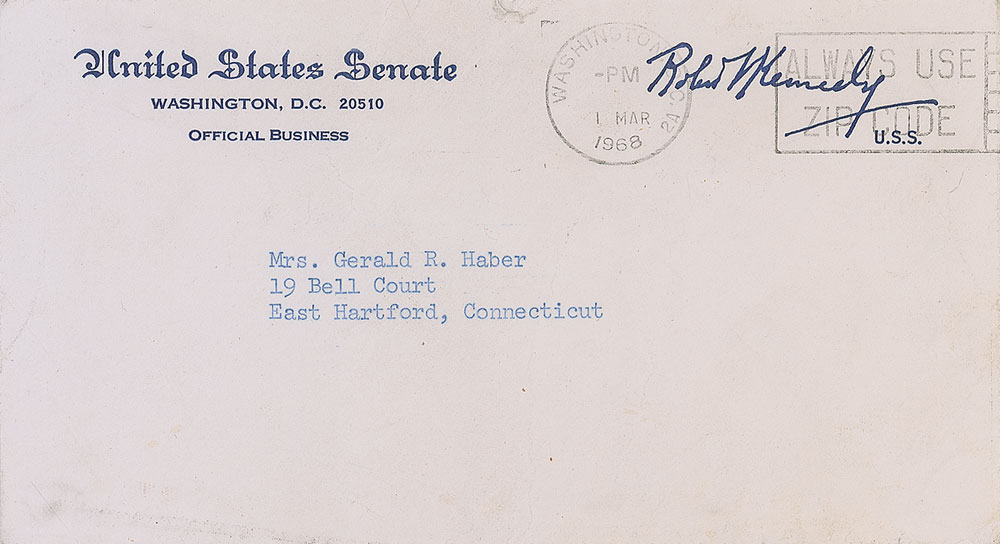 United States Senate
WASHINGTON, D.C. 20510
OFFICIAL BUSINESS
WASHINGTON
-PM
1 MAR
1968
Robert F Kennedy
U.S.S.
ALWAYS USE
ZIP CODE
Mrs. Gerald R. Haber
19 Bell Court
East Hartford, Connecticut